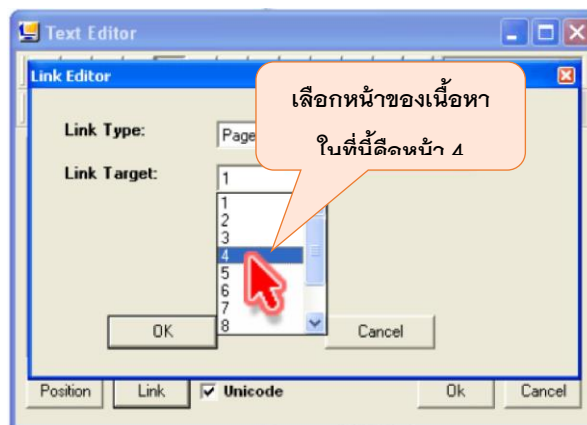 Text Editor
Link Editor
เลือกหน้าของเนื้อหา
ในที่นี้คือหน้า 4
Link Type:
Page
Link Target:
1
1
2
3
4
5
6
7
8
OK
Cancel
Position
Link
Unicode
Ok
Cancel